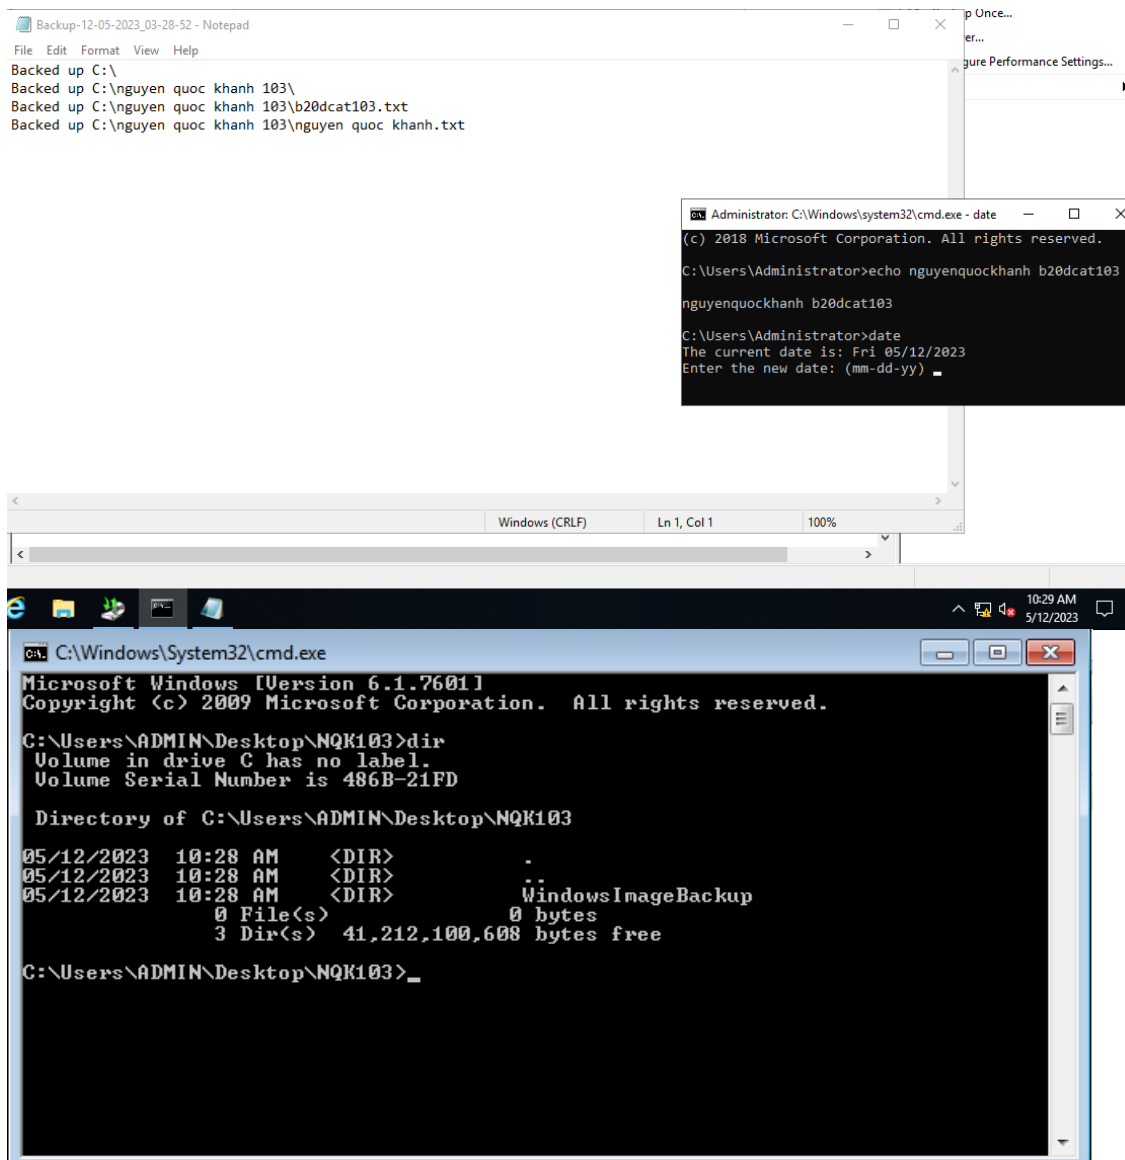 Backup-12-05-2023_03-28-52 - Notepad
File Edit Format View Help
Backed up C:\
Backed up C:\nguyen quoc khanh 103\
Backed up C:\nguyen quoc khanh 103\b20dcat103.txt
Backed up C:\nguyen quoc khanh 103\nguyen quoc khanh.txt
p Once...
er...
gure Performance Settings...
Administrator: C:\Windows\system32\cmd.exe - date
(c) 2018 Microsoft Corporation. All rights reserved.
C:\Users\Administrator>echo nguyenquockhanh b20dcat103
nguyenquockhanh b20dcat103
C:\Users\Administrator>date
The current date is: Fri 05/12/2023
Enter the new date: (mm-dd-yy)
Windows (CRLF) Ln 1, Col 1 100%
10:29 AM
5/12/2023
C:\Windows\System32\cmd.exe
Microsoft Windows [Version 6.1.7601]
Copyright (c) 2009 Microsoft Corporation. All rights reserved.
C:\Users\ADMIN\Desktop\NQK103>dir
Volume in drive C has no label.
Volume Serial Number is 486B-21FD
Directory of C:\Users\ADMIN\Desktop\NQK103
05/12/2023 10:28 AM <DIR> .
05/12/2023 10:28 AM <DIR> ..
05/12/2023 10:28 AM <DIR> WindowsImageBackup
0 File(s) 0 bytes
3 Dir(s) 41,212,100,608 bytes free
C:\Users\ADMIN\Desktop\NQK103>_